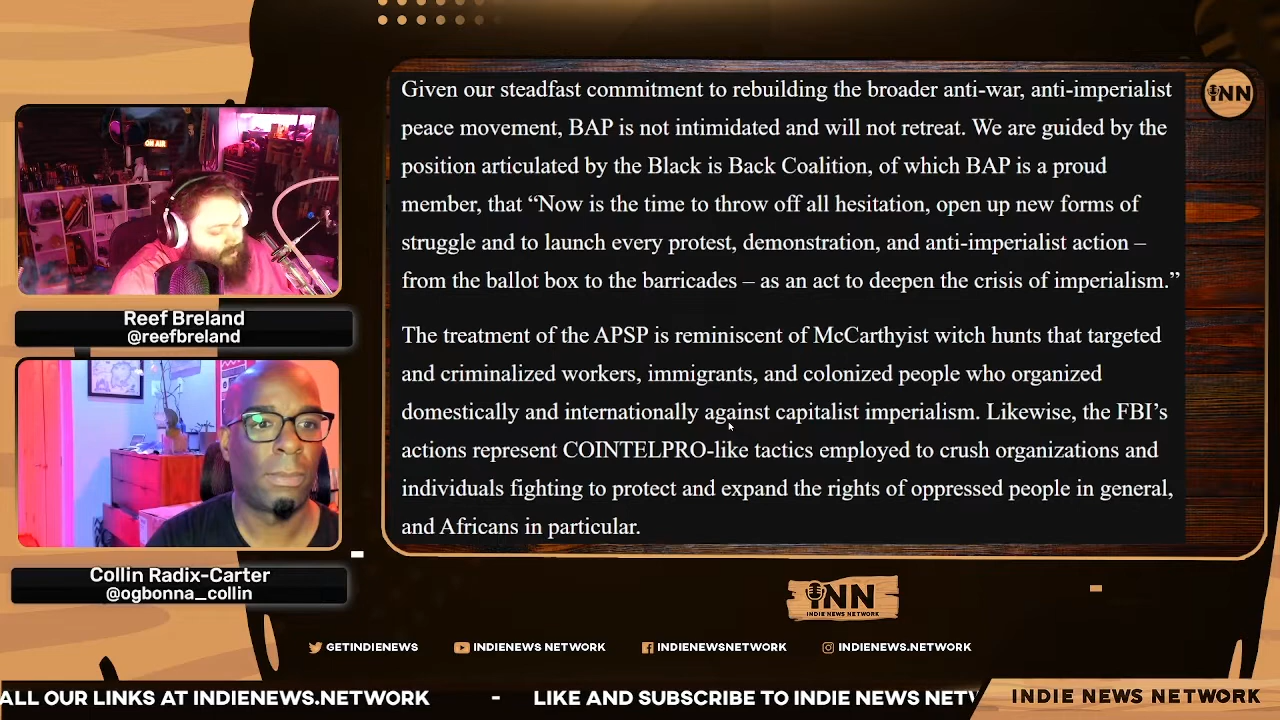 Given our steadfast commitment to rebuilding the broader anti-war, anti-imperialist
peace movement, BAP is not intimidated and will not retreat. We are guided by the
position articulated by the Black is Back Coalition, of which BAP is a proud
member, that “Now is the time to throw off all hesitation, open up new forms of
struggle and to launch every protest, demonstration, and anti-imperialist action –
from the ballot box to the barricades – as an act to deepen the crisis of imperialism.”
The treatment of the APSP is reminiscent of McCarthyist witch hunts that targeted
and criminalized workers, immigrants, and colonized people who organized
domestically and internationally against capitalist imperialism. Likewise, the FBI’s
actions represent COINTELPRO-like tactics employed to crush organizations and
individuals fighting to protect and expand the rights of oppressed people in general,
and Africans in particular.
INN
ON AIR
Reef Breland
@reefbreland
Collin Radix-Carter
@ogbonna_collin
INN
INDIE NEWS NETWORK
GETINDIENEWS
INDIENEWS NETWORK
INDIENEWSNETWORK
INDIENEWS.NETWORK
ALL OUR LINKS AT INDIENEWS.NETWORK - LIKE AND SUBSCRIBE TO INDIE NEWS NETW
INDIE NEWS NETWORK